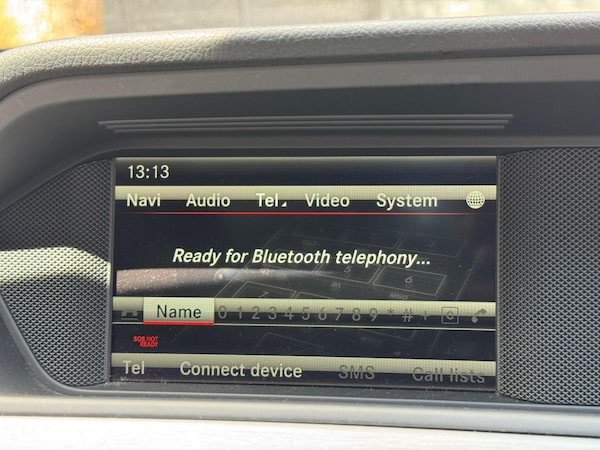 13:13
Navi Audio Tel Video System
Ready for Bluetooth telephony...
Name 0 1 2 3 4 5 6 7 8 9 * # +
SOS NOT
READY
Tel Connect device SMS Call lists